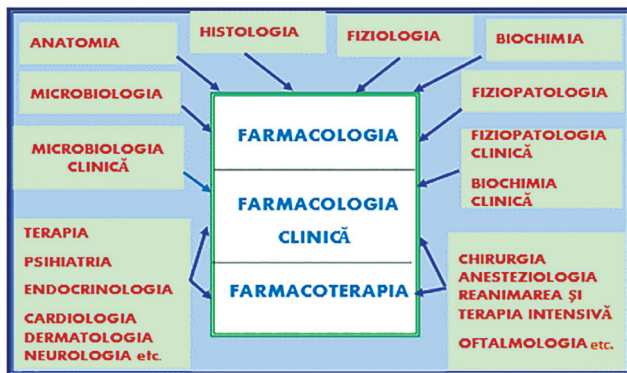 ANATOMIA
HISTOLOGIA
FIZIOLOGIA
BIOCHIMIA
MICROBIOLOGIA
FIZIOPATOLOGIA
MICROBIOLOGIA
CLINICĂ
FARMACOLOGIA
FARMACOLOGIA
CLINICĂ
FARMACOTERAPIA
FIZIOPATOLOGIA
CLINICĂ
BIOCHIMIA
CLINICĂ
TERAPIA
PSIHIATRIA
ENDOCRINOLOGIA
CARDIOLOGIA
DERMATOLOGIA
NEUROLOGIA etc.
CHIRURGIA
ANESTEZIOLOGIA
REANIMAREA ŞI
TERAPIA INTENSIVĂ
OFTALMOLOGIA etc.